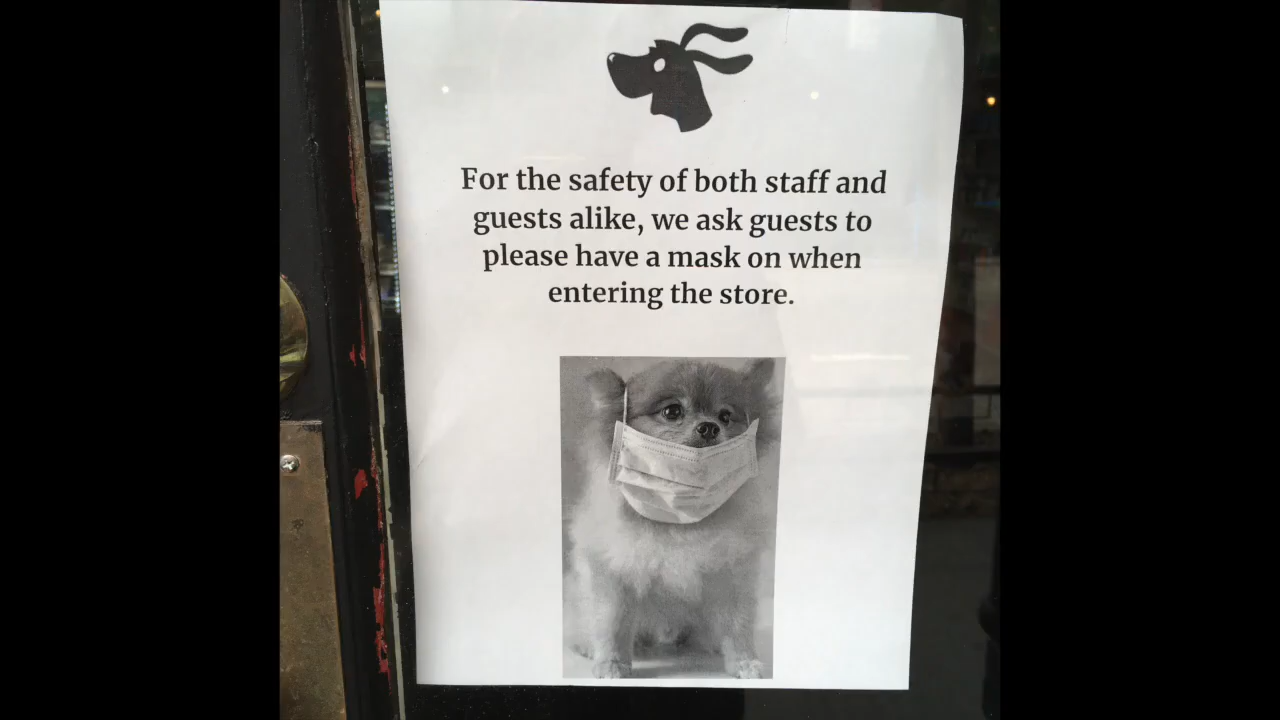 For the safety of both staff and
guests alike, we ask guests to
please have a mask on when
entering the store.